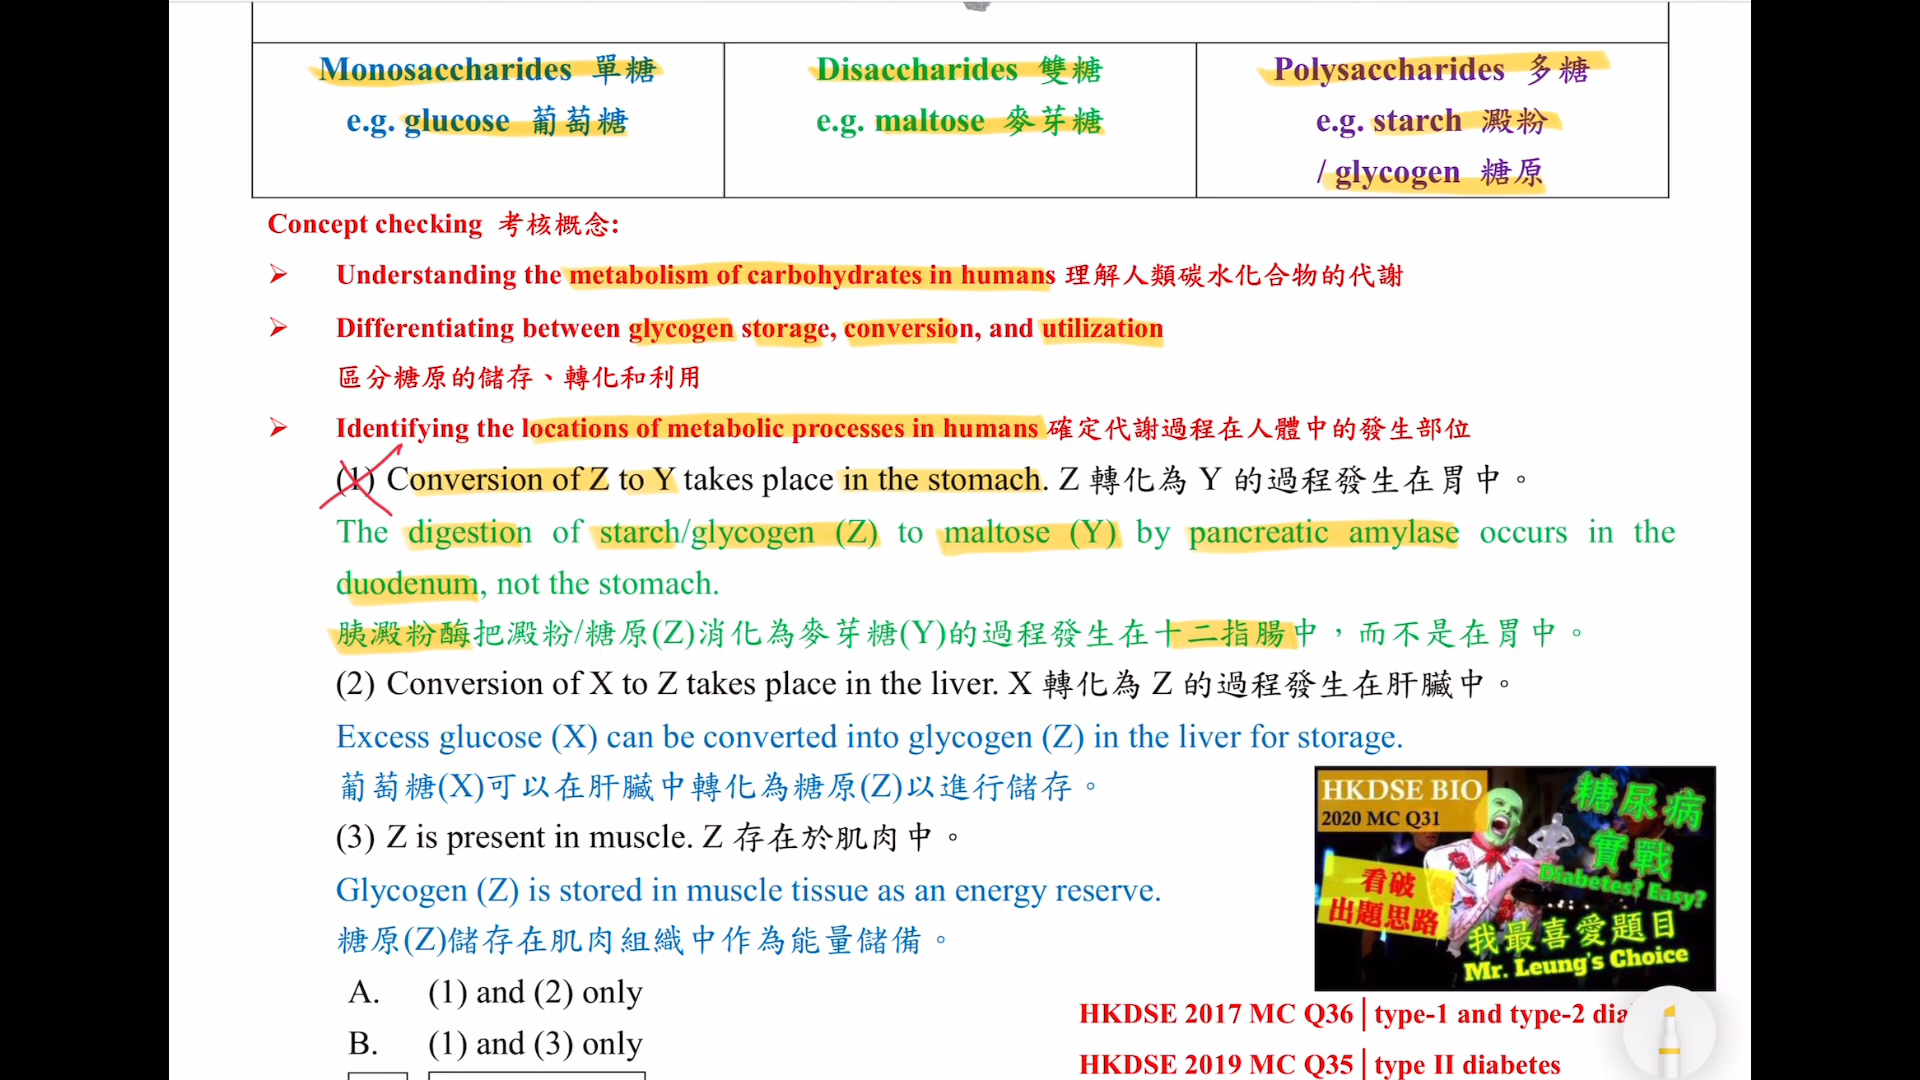 Monosaccharides 單糖
e.g. glucose 葡萄糖
Disaccharides 雙糖
e.g. maltose 麥芽糖
Polysaccharides 多糖
e.g. starch 澱粉
/ glycogen 糖原
Concept checking 考核概念:
➢ Understanding the metabolism of carbohydrates in humans 理解人類碳水化合物的代謝
➢ Differentiating between glycogen storage, conversion, and utilization
區分糖原的儲存、轉化和利用
➢ Identifying the locations of metabolic processes in humans 確定代謝過程在人體中的發生部位
(1) Conversion of Z to Y takes place in the stomach. Z 轉化為 Y 的過程發生在胃中。
The digestion of starch/glycogen (Z) to maltose (Y) by pancreatic amylase occurs in the
duodenum, not the stomach.
胰澱粉酶把澱粉/糖原(Z)消化為麥芽糖(Y)的過程發生在十二指腸中，而不是在胃中。
(2) Conversion of X to Z takes place in the liver. X 轉化為 Z 的過程發生在肝臟中。
Excess glucose (X) can be converted into glycogen (Z) in the liver for storage.
葡萄糖(X)可以在肝臟中轉化為糖原(Z)以進行儲存。
(3) Z is present in muscle. Z 存在於肌肉中。
Glycogen (Z) is stored in muscle tissue as an energy reserve.
糖原(Z)儲存在肌肉組織中作為能量儲備。
A. (1) and (2) only
B. (1) and (3) only
HKDSE BIO
2020 MC Q31
糖尿病
實戰
Diabetes? Easy?
看破
出題思路
我最喜愛題目
Mr. Leung's Choice
HKDSE 2017 MC Q36│type-1 and type-2
HKDSE 2019 MC Q35│type II diabetes